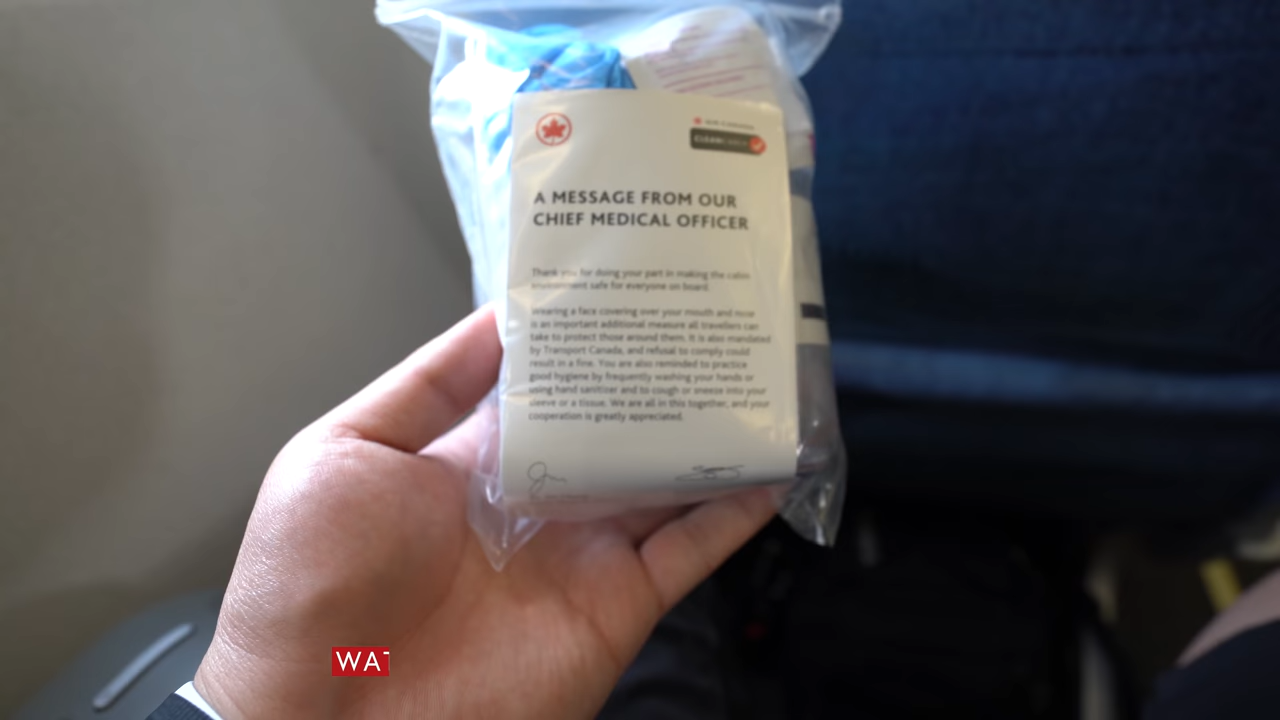 CLEAN
A MESSAGE FROM OUR
CHIEF MEDICAL OFFICER
Thank you for doing your part in making the cabin
environment safe for everyone on board
Wearing a face covering over your mouth and nose
is an important additional measure all travellers can
take to protect those around them. It is also mandated
by Transport Canada, and refusal to comply could
result in a fine. You are also reminded to practice
good hygiene by frequently washing your hands or
using hand sanitizer and to cough or sneeze into your
sleeve or a tissue. We are all in this together, and your
cooperation is greatly appreciated.
WA